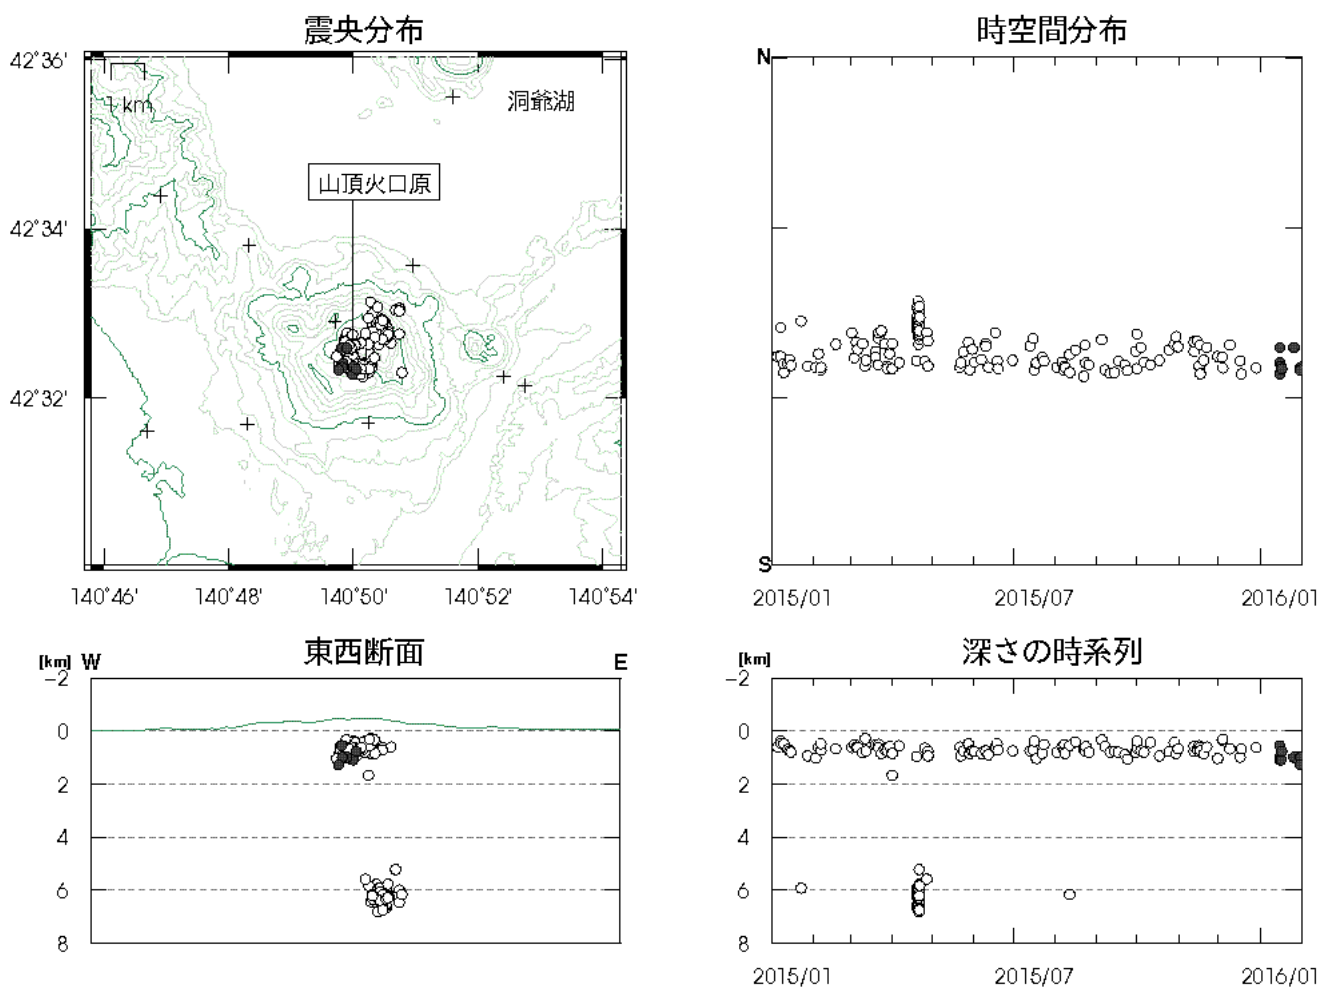 震央分布
42°36'
1 km
洞爺湖
山頂火口原
42°34'
42°32'
140°46' 140°48' 140°50' 140°52' 140°54'
時空間分布
N
S
2015/01 2015/07 2016/01
東西断面
[km] W E
-2
0
2
4
6
8
深さの時系列
[km]
-2
0
2
4
6
8
2015/01 2015/07 2016/01